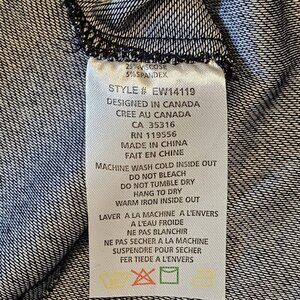 25% VISCOSE
5% SPANDEX
STYLE # EW14119
DESIGNED IN CANADA
CREE AU CANADA
CA 35316
RN 119556
MADE IN CHINA
FAIT EN CHINE
MACHINE WASH COLD INSIDE OUT
DO NOT BLEACH
DO NOT TUMBLE DRY
HANG TO DRY
WARM IRON INSIDE OUT
LAVER A LA MACHINE A L'ENVERS
A L'EAU FROIDE
NE PAS BLANCHIR
NE PAS SECHER A LA MACHINE
SUSPENDRE POUR SECHER
FER TIEDE A L'ENVERS